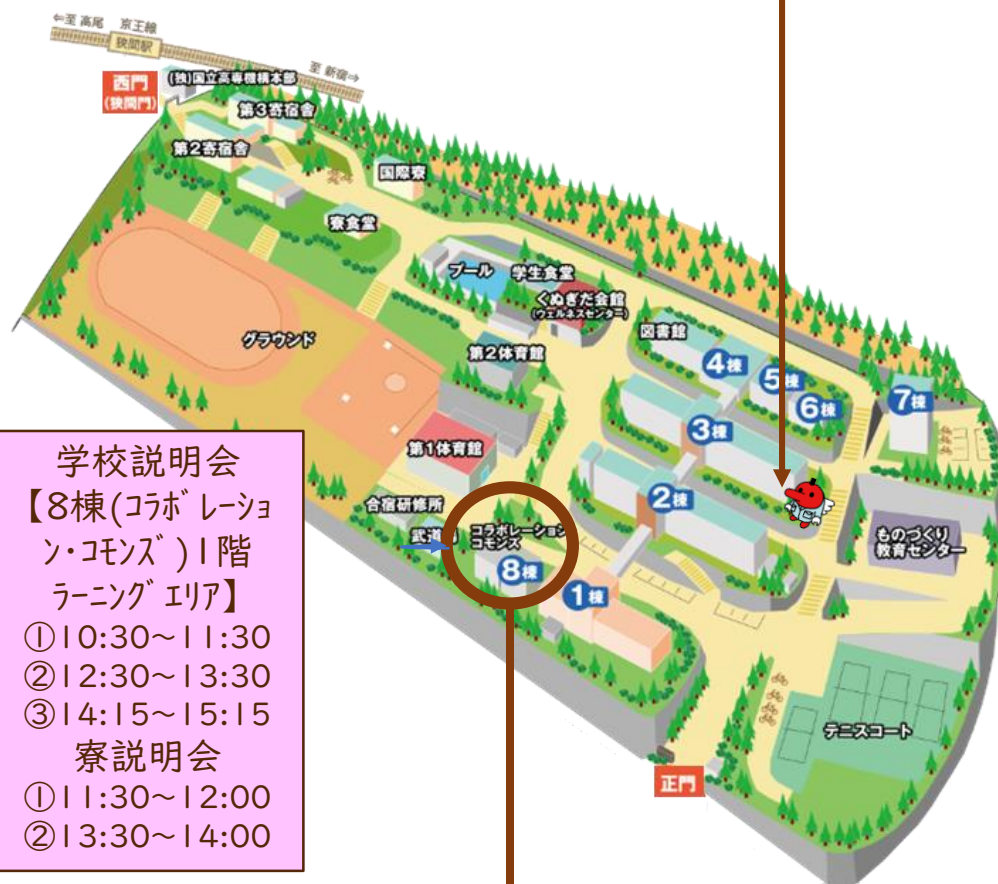 ⇐至 高尾 京王線
狭間駅
至 新宿⇒
西門
(狭間門)
(独)国立高専機構本部
第3寄宿舎
第2寄宿舎
国際寮
寮食堂
プール
学生食堂
くぬぎだ会館
(ウェルネスセンター)
図書館
グラウンド
第2体育館
4棟
5棟
6棟
7棟
3棟
第1体育館
2棟
合宿研修所
コラボレーション
コモンズ
ものづくり
教育センター
8棟
1棟
テニスコート
正門
学校説明会
【8棟(コラボレーショ
ン・コモンズ)1階
ラーニングエリア】
①10:30~11:30
②12:30~13:30
③14:15~15:15
寮説明会
①11:30~12:00
②13:30~14:00